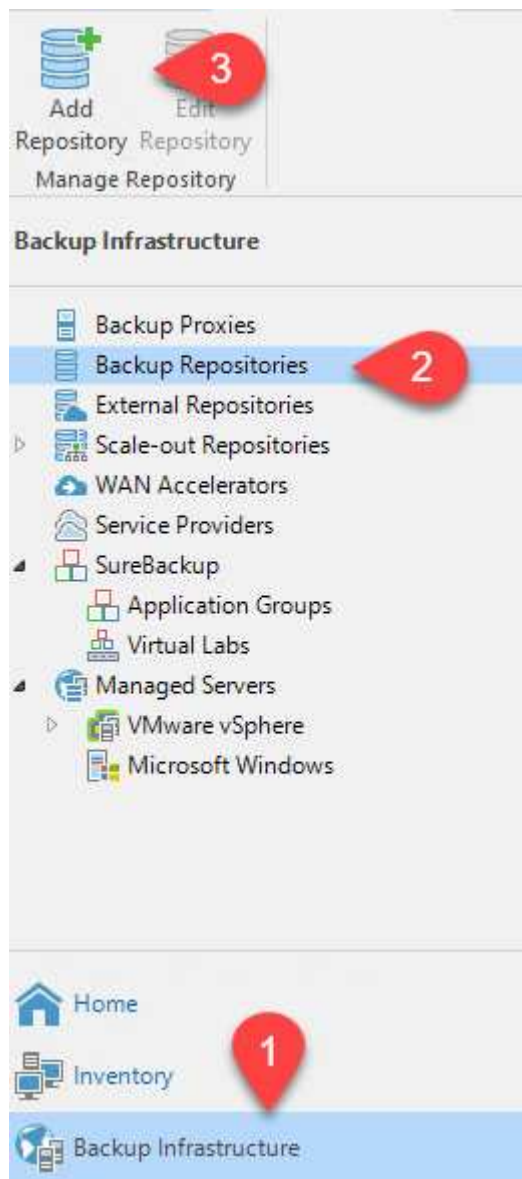 3
Add Edit
Repository Repository
Manage Repository
Backup Infrastructure
Backup Proxies
Backup Repositories
2
External Repositories
Scale-out Repositories
WAN Accelerators
Service Providers
SureBackup
Application Groups
Virtual Labs
Managed Servers
VMware vSphere
Microsoft Windows
Home
1
Inventory
Backup Infrastructure